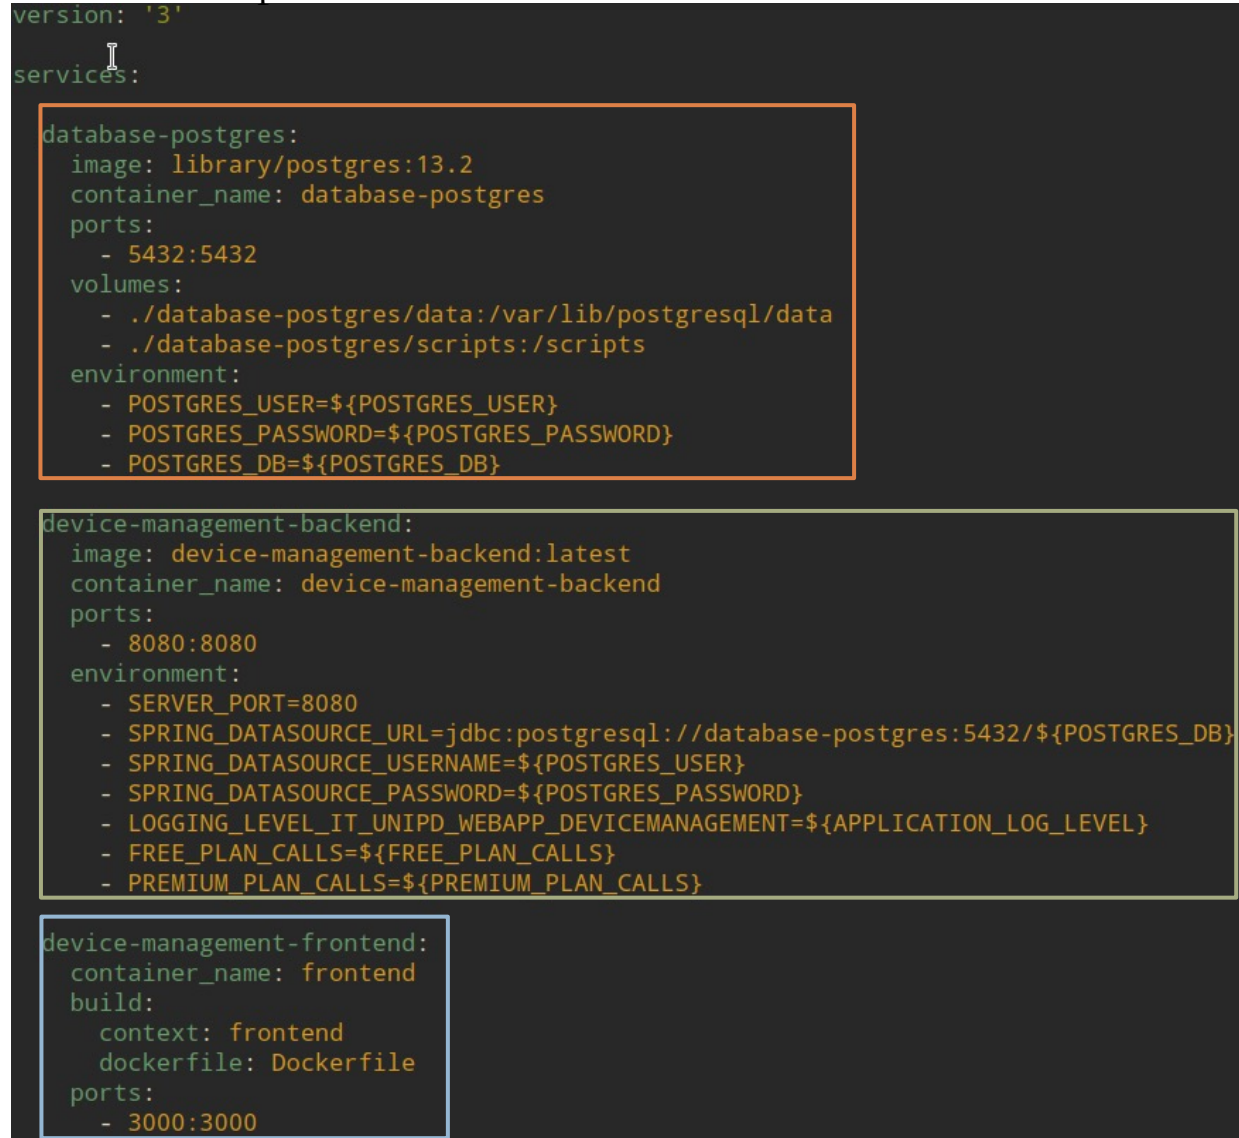 version: '3'
services:
database-postgres:
image: library/postgres:13.2
container_name: database-postgres
ports:
- 5432:5432
volumes:
- ./database-postgres/data:/var/lib/postgresql/data
- ./database-postgres/scripts:/scripts
environment:
- POSTGRES_USER=${POSTGRES_USER}
- POSTGRES_PASSWORD=${POSTGRES_PASSWORD}
- POSTGRES_DB=${POSTGRES_DB}
device-management-backend:
image: device-management-backend:latest
container_name: device-management-backend
ports:
- 8080:8080
environment:
- SERVER_PORT=8080
- SPRING_DATASOURCE_URL=jdbc:postgresql://database-postgres:5432/${POSTGRES_DB}
- SPRING_DATASOURCE_USERNAME=${POSTGRES_USER}
- SPRING_DATASOURCE_PASSWORD=${POSTGRES_PASSWORD}
- LOGGING_LEVEL_IT_UNIPD_WEBAPP_DEVICEMANAGEMENT=${APPLICATION_LOG_LEVEL}
- FREE_PLAN_CALLS=${FREE_PLAN_CALLS}
- PREMIUM_PLAN_CALLS=${PREMIUM_PLAN_CALLS}
device-management-frontend:
container_name: frontend
build:
context: frontend
dockerfile: Dockerfile
ports:
- 3000:3000